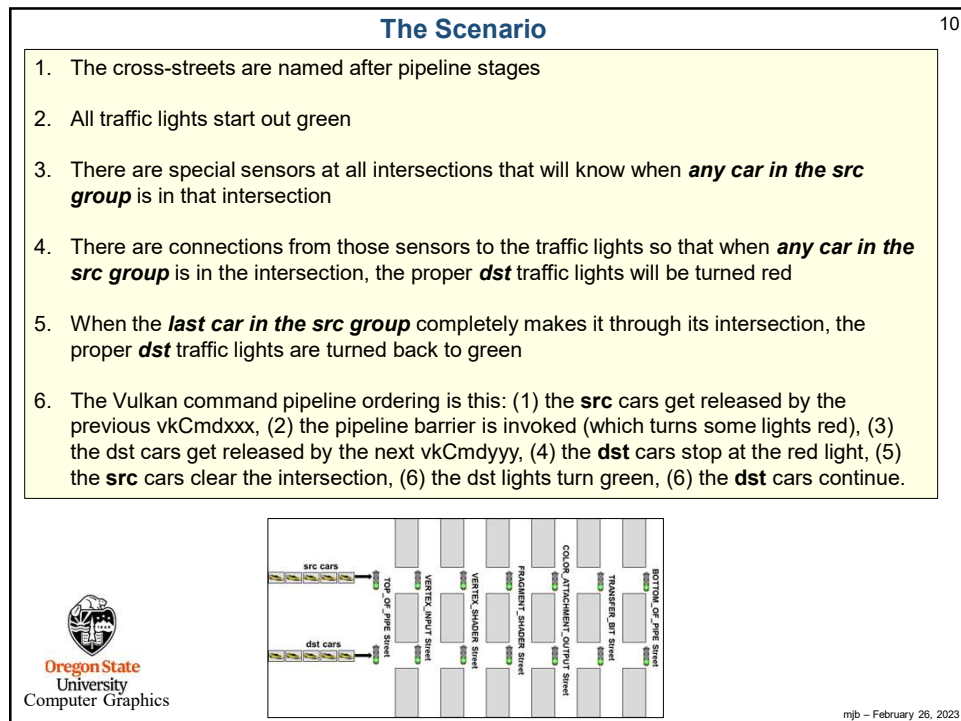 The Scenario
10
1. The cross-streets are named after pipeline stages
2. All traffic lights start out green
3. There are special sensors at all intersections that will know when any car in the src
group is in that intersection
4. There are connections from those sensors to the traffic lights so that when any car in the
src group is in the intersection, the proper dst traffic lights will be turned red
5. When the last car in the src group completely makes it through its intersection, the
proper dst traffic lights are turned back to green
6. The Vulkan command pipeline ordering is this: (1) the src cars get released by the
previous vkCmdxxx, (2) the pipeline barrier is invoked (which turns some lights red), (3)
the dst cars get released by the next vkCmdyyy, (4) the dst cars stop at the red light, (5)
the src cars clear the intersection, (6) the dst lights turn green, (6) the dst cars continue.
src cars
dst cars
TOP_OF_PIPE Street
VERTEX_INPUT Street
VERTEX_SHADER Street
FRAGMENT_SHADER Street
COLOR_ATTACHMENT_OUTPUT Street
TRANSFER_BIT Street
BOTTOM_OF_PIPE Street
Oregon State
University
Computer Graphics
mjb – February 26, 2023